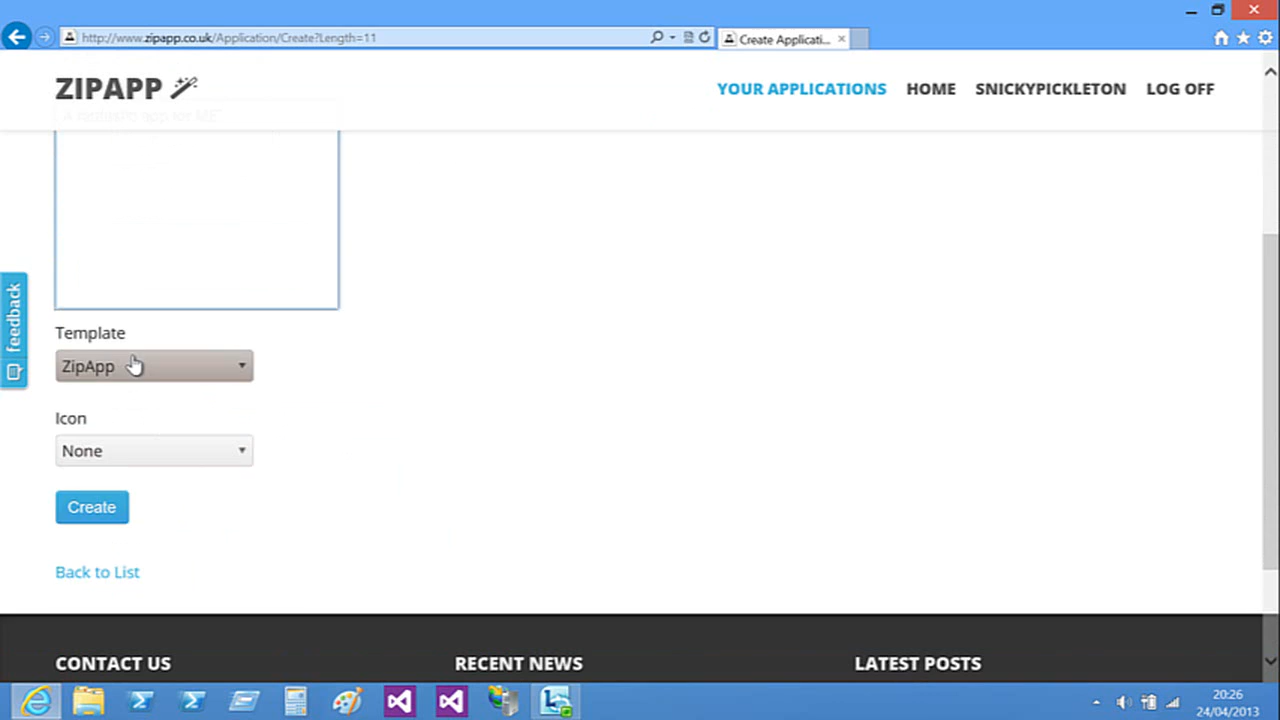 http://www.zipapp.co.uk/Application/Create?Length=11
Create Applicati...
ZIPAPP
YOUR APPLICATIONS
HOME
SNICKYPICKLETON
LOG OFF
feedback
Template
ZipApp
Icon
None
Create
Back to List
CONTACT US
RECENT NEWS
LATEST POSTS
20:26
24/04/2013